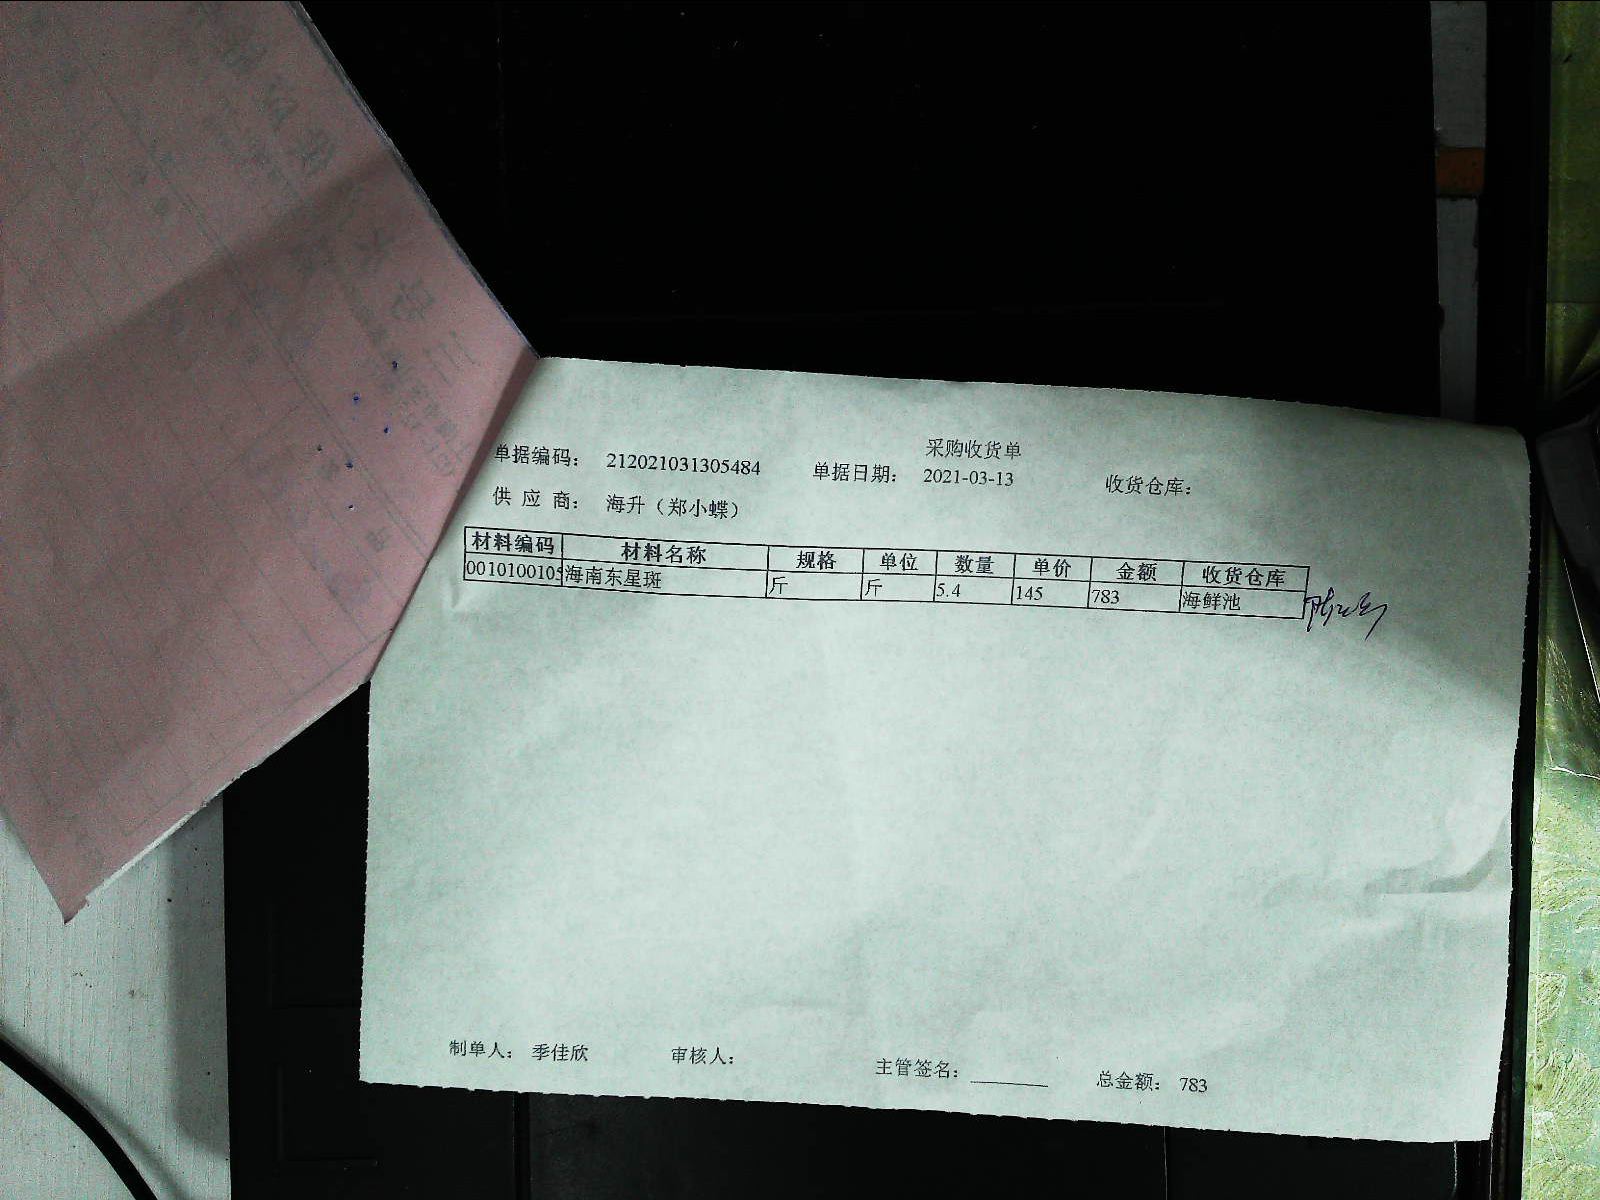 采购收货单
单据编码： 212021031305484 单据日期： 2021-03-13 收货仓库：
供 应 商： 海升（郑小蝶）
材料编码 材料名称 规格 单位 数量 单价 金额 收货仓库
0010100105 海南东星斑 斤 斤 5.4 145 783 海鲜池
制单人： 季佳欣 审核人： 主管签名： 总金额： 783